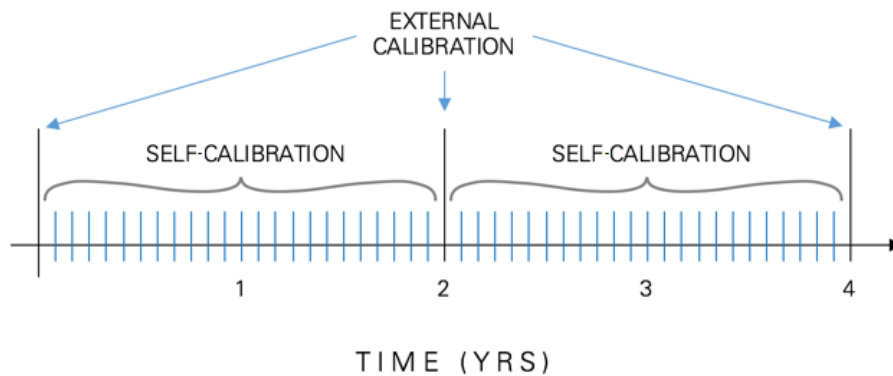 EXTERNAL
CALIBRATION
SELF-CALIBRATION SELF-CALIBRATION
1 2 3 4
TIME (YRS)